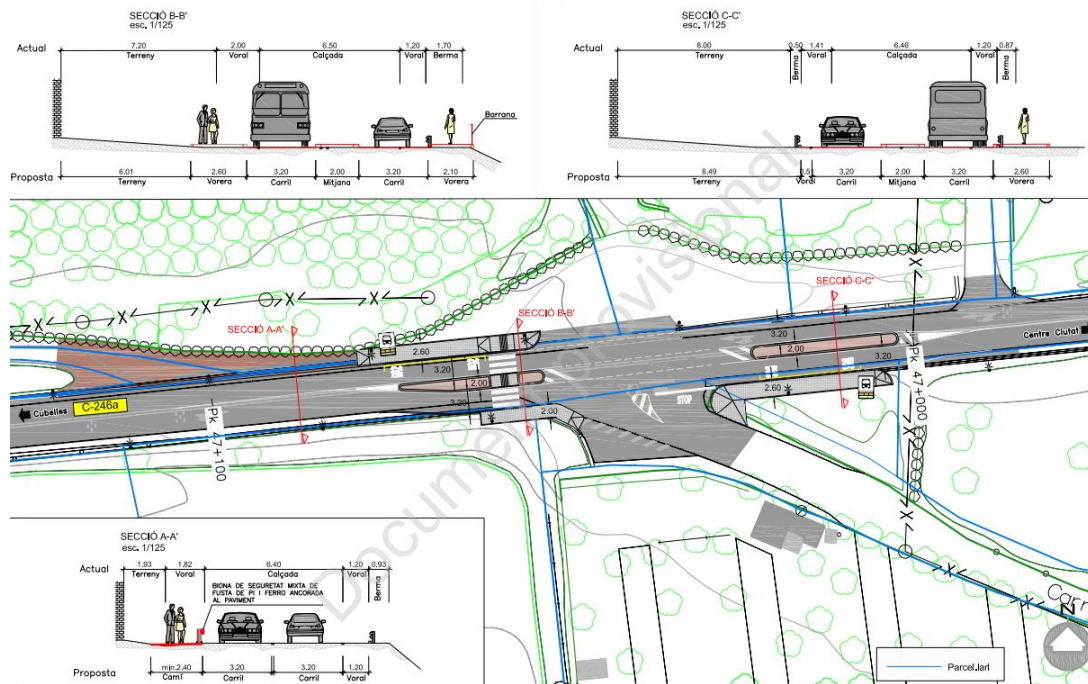 SECCIÓ B-B'
esc. 1/125
Actual
7.20 2.00 6.50 1.20 1.70
Terreny Voral Calçada Voral Berma
Barrana
Proposta
6.01 2.60 3.20 2.00 3.20 2.10
Terreny Vorera Carril Mitjana Carril Vorera
SECCIÓ C-C'
esc. 1/125
Actual
8.00 0.50 1.41 6.46 1.20 0.87
Terreny Berma Voral Calçada Voral Berma
Proposta
8.49 3.20 2.00 3.20 2.60
Terreny Voral Carril Mitjana Carril Vorera
Document provisional
SECCIÓ A-A'
SECCIÓ B-B'
SECCIÓ C-C'
2.60
3.20
2.00
3.20
2.00
3.20
2.00
3.20
2.60
STOP
Centre Ciutat
Cubelles
C-246a
Pk 47+100
Pk 47+000
SECCIÓ A-A'
esc. 1/125
Actual
1.93 1.82 6.40 1.20 0.93
Terreny Voral Calçada Voral Berma
BIONA DE SEGURETAT MIXTA DE
FUSTA DE PI I FERRO ANCORADA
AL PAVIMENT
Proposta
min.2.40 3.20 3.20 1.20
Camí Carril Carril Voral
Carr
N
Parcel.lari